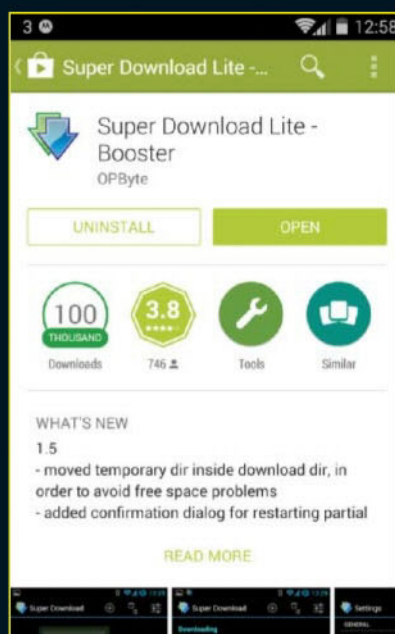 3 12:58
Super Download Lite -...
Super Download Lite -
Booster
OPByte
UNINSTALL OPEN
100
THOUSAND
3.8
Downloads 746 Tools Similar
WHAT'S NEW
1.5
- moved temporary dir inside download dir, in
order to avoid free space problems
- added confirmation dialog for restarting partial
READ MORE
Super Download Super Download Settings
Downloading GENERAL